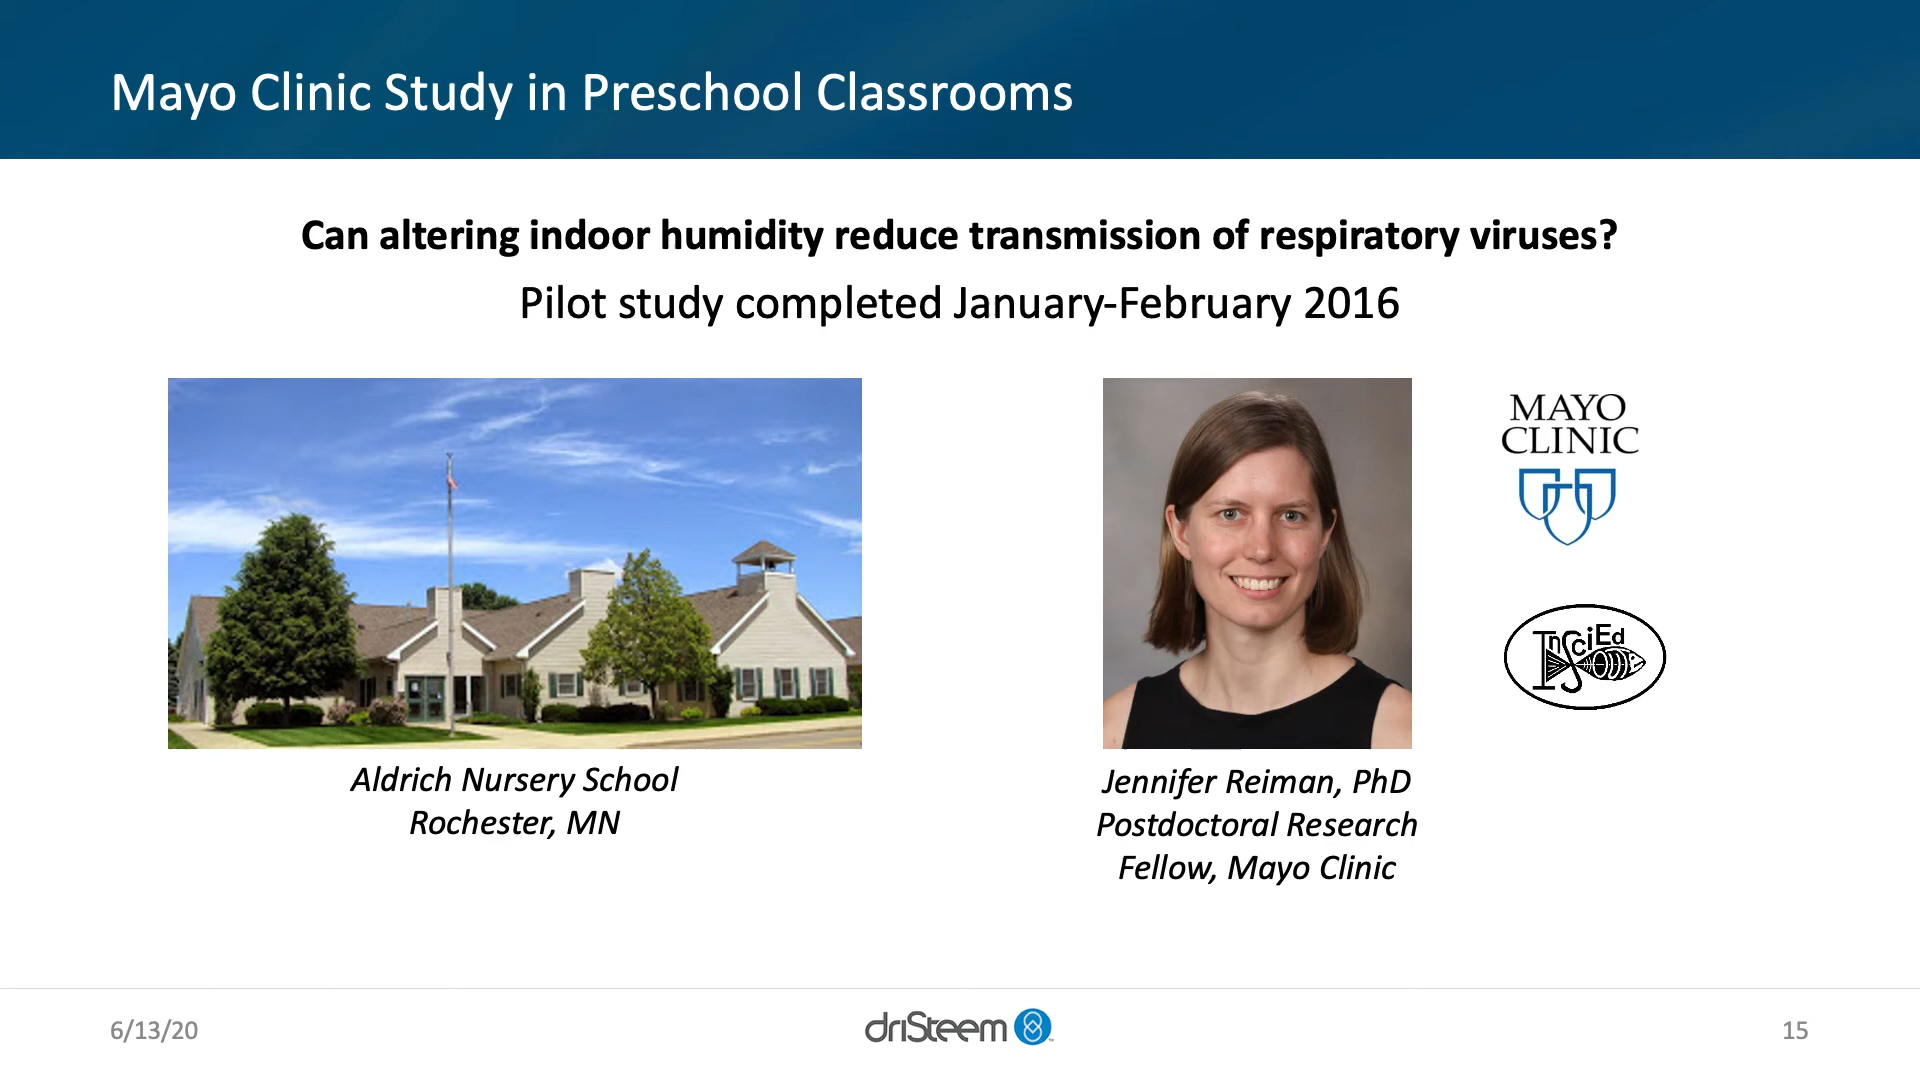 Mayo Clinic Study in Preschool Classrooms
Can altering indoor humidity reduce transmission of respiratory viruses?
Pilot study completed January-February 2016
MAYO
CLINIC
InSciEd
Aldrich Nursery School
Rochester, MN
Jennifer Reiman, PhD
Postdoctoral Research
Fellow, Mayo Clinic
6/13/20
driSteem
15